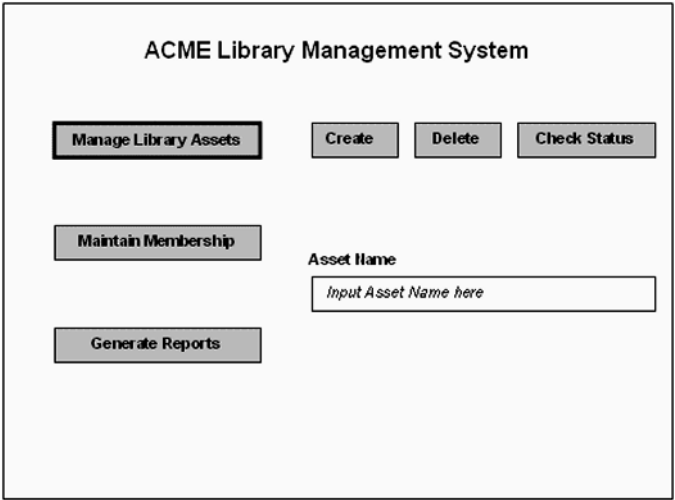 ACME Library Management System
Manage Library Assets
Create
Delete
Check Status
Maintain Membership
Asset Name
Input Asset Name here
Generate Reports